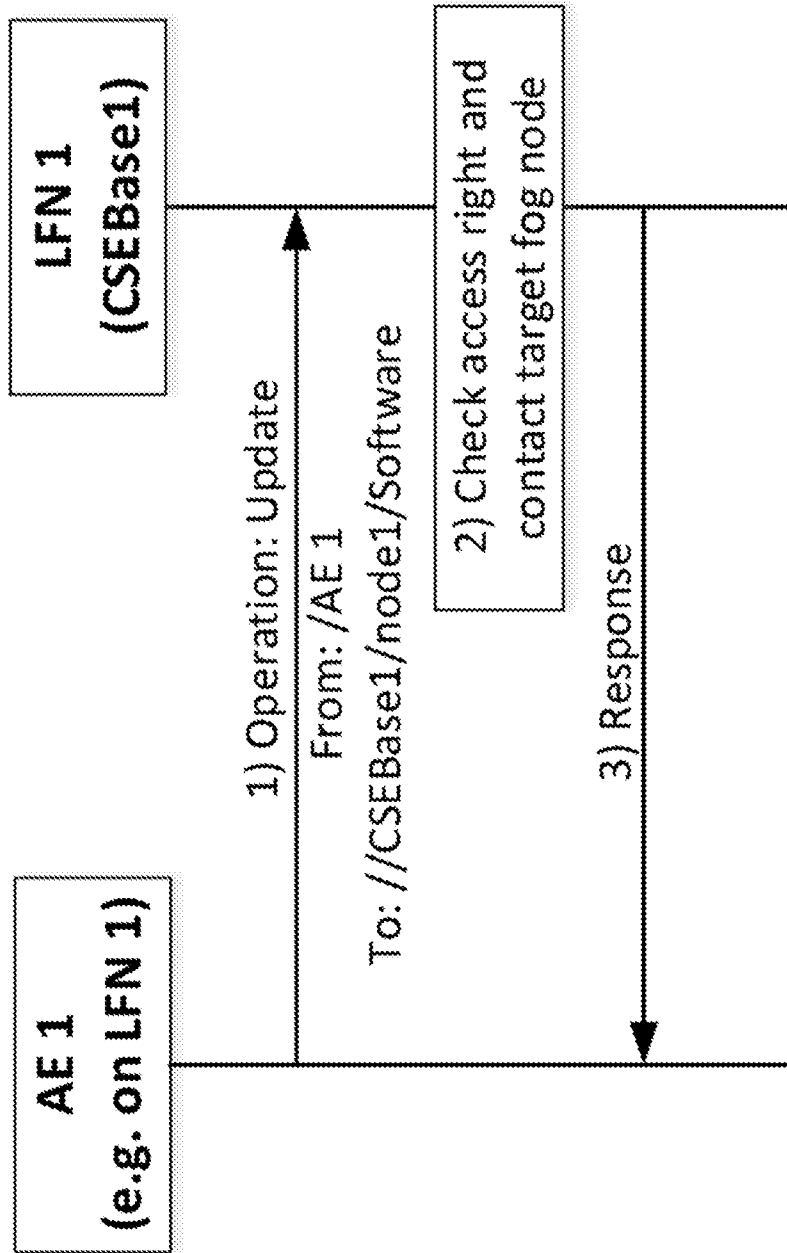 AE 1
(e.g. on LFN 1)
LFN 1
(CSEBase1)
1) Operation: Update
From: /AE 1
To: //CSEBase1/node1/Software
2) Check access right and
contact target fog node
3) Response